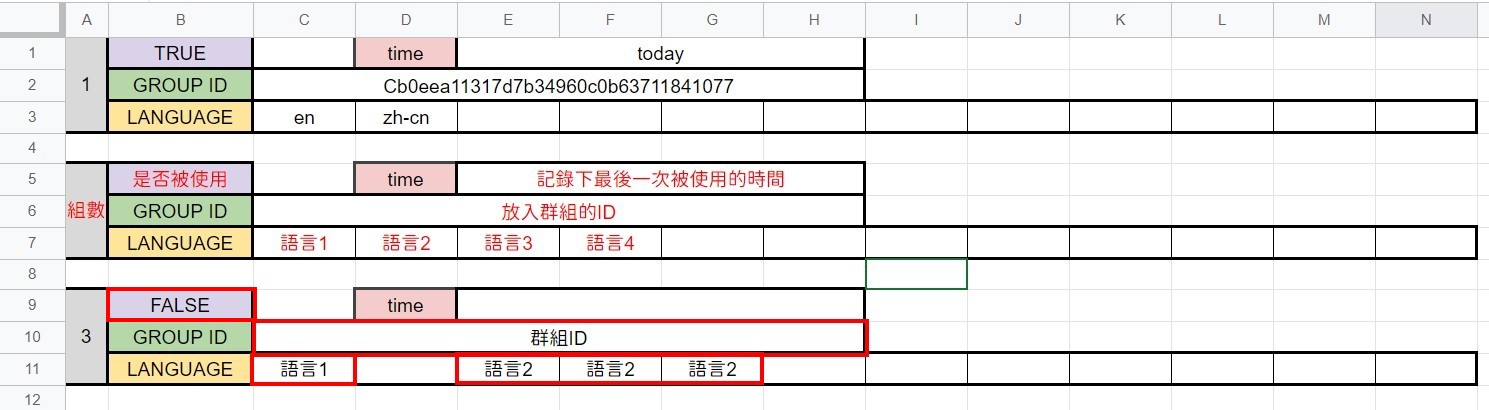 A B C D E F G H I J K L M N
1 TRUE time today
2 1 GROUP ID Cb0eea11317d7b34960c0b63711841077
3 LANGUAGE en zh-cn
4
5 是否被使用 time 記錄下最後一次被使用的時間
6 組數 GROUP ID 放入群組的ID
7 LANGUAGE 語言1 語言2 語言3 語言4
8
9 FALSE time
10 3 GROUP ID 群組ID
11 LANGUAGE 語言1 語言2 語言2 語言2
12